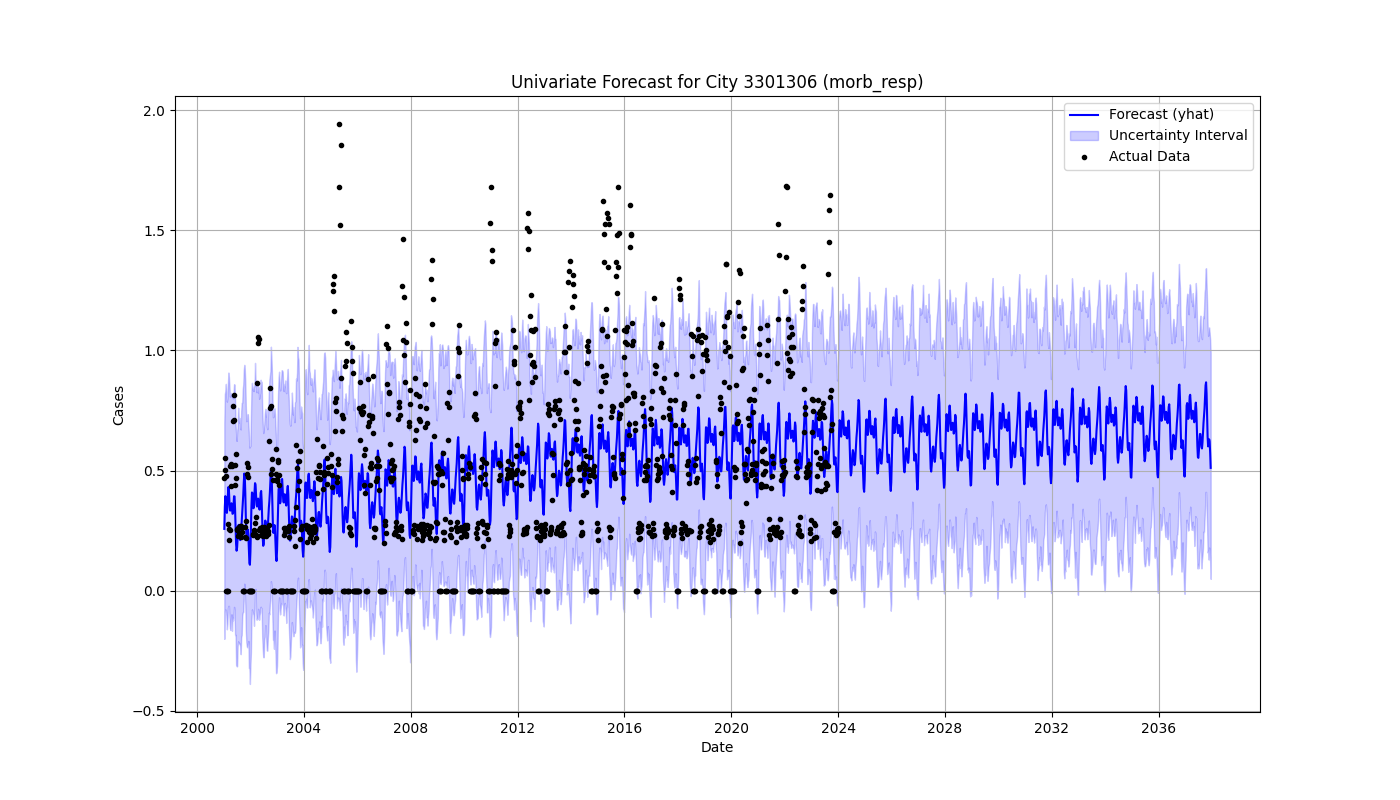 Univariate Forecast for City 3301306 (morb_resp)
Forecast (yhat)
Uncertainty Interval
Actual Data
Cases
2.0
1.5
1.0
0.5
0.0
−0.5
2000 2004 2008 2012 2016 2020 2024 2028 2032 2036
Date